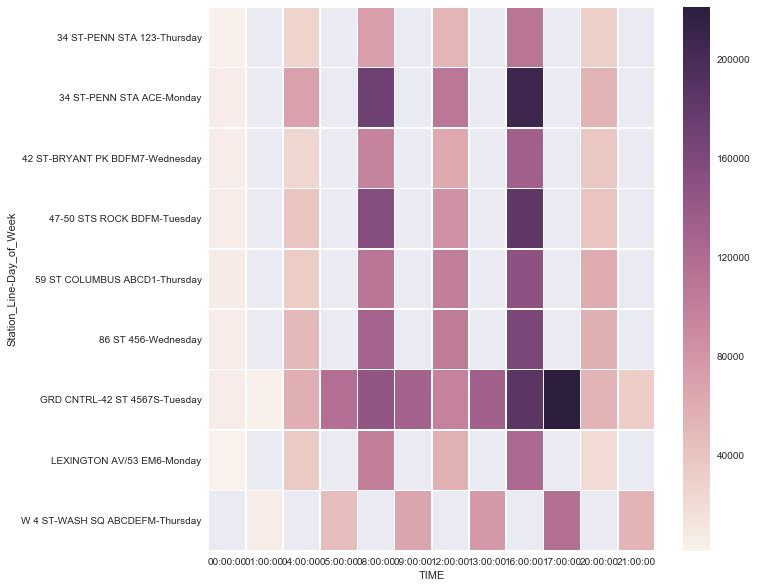 34 ST-PENN STA 123-Thursday
34 ST-PENN STA ACE-Monday
42 ST-BRYANT PK BDFM7-Wednesday
47-50 STS ROCK BDFM-Tuesday
59 ST COLUMBUS ABCD1-Thursday
86 ST 456-Wednesday
GRD CNTRL-42 ST 4567S-Tuesday
LEXINGTON AV/53 EM6-Monday
W 4 ST-WASH SQ ABCDEFM-Thursday
Station_Line-Day_of_Week
00:00:00 01:00:00 04:00:00 05:00:00 08:00:00 09:00:00 12:00:00 13:00:00 16:00:00 17:00:00 20:00:00 21:00:00
TIME
200000
160000
120000
80000
40000